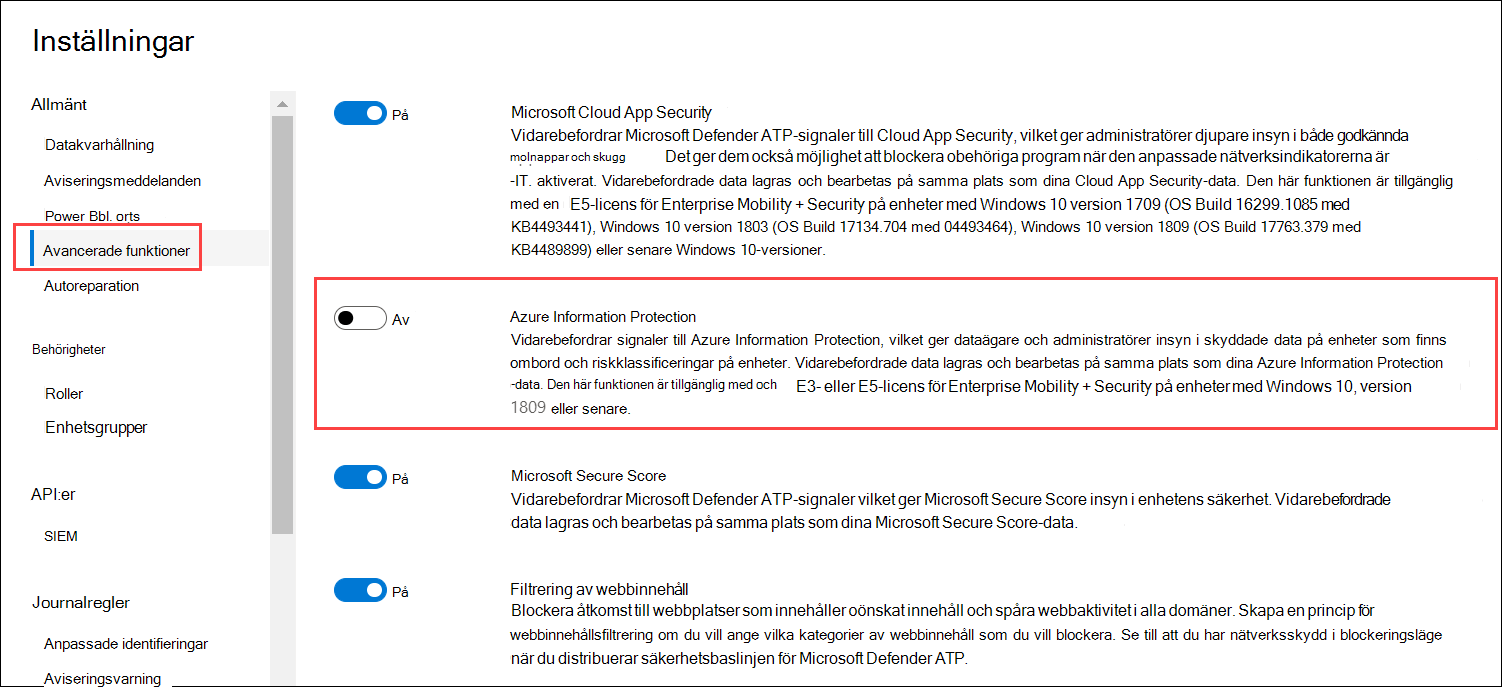 Inställningar
Allmänt
Datakvarhållning
Aviseringsmeddelanden
Power Bbl. orts
Avancerade funktioner
Autoreparation
Behörigheter
Roller
Enhetsgrupper
API:er
SIEM
Journalregler
Anpassade identifieringar
Aviseringsvarning
På
Microsoft Cloud App Security
Vidarebefordrar Microsoft Defender ATP-signaler till Cloud App Security, vilket ger administratörer djupare insyn i både godkännda
molnappar och skugg Det ger dem också möjlighet att blockera obehöriga program när den anpassade nätverksindikatorerna är
-IT. aktiverat. Vidarebefordrade data lagras och bearbetas på samma plats som dina Cloud App Security-data. Den här funktionen är tillgänglig
med en E5-licens för Enterprise Mobility + Security på enheter med Windows 10 version 1709 (OS Build 16299.1085 med
KB4493441), Windows 10 version 1803 (OS Build 17134.704 med 04493464), Windows 10 version 1809 (OS Build 17763.379 med
KB4489899) eller senare Windows 10-versioner.
Av
Azure Information Protection
Vidarebefordrar signaler till Azure Information Protection, vilket ger dataägare och administratörer insyn i skyddade data på enheter som finns
ombord och riskklassificeringar på enheter. Vidarebefordrade data lagras och bearbetas på samma plats som dina Azure Information Protection
-data. Den här funktionen är tillgänglig med och E3- eller E5-licens för Enterprise Mobility + Security på enheter med Windows 10, version
1809 eller senare.
På
Microsoft Secure Score
Vidarebefordrar Microsoft Defender ATP-signaler vilket ger Microsoft Secure Score insyn i enhetens säkerhet. Vidarebefordrade
data lagras och bearbetas på samma plats som dina Microsoft Secure Score-data.
På
Filtrering av webbinnehåll
Blockera åtkomst till webbplatser som innehåller oönskat innehåll och spåra webbaktivitet i alla domäner. Skapa en princip för
webbinnehållsfiltrering om du vill ange vilka kategorier av webbinnehåll som du vill blockera. Se till att du har nätverksskydd i blockeringsläge
när du distribuerar säkerhetsbaslinjen för Microsoft Defender ATP.